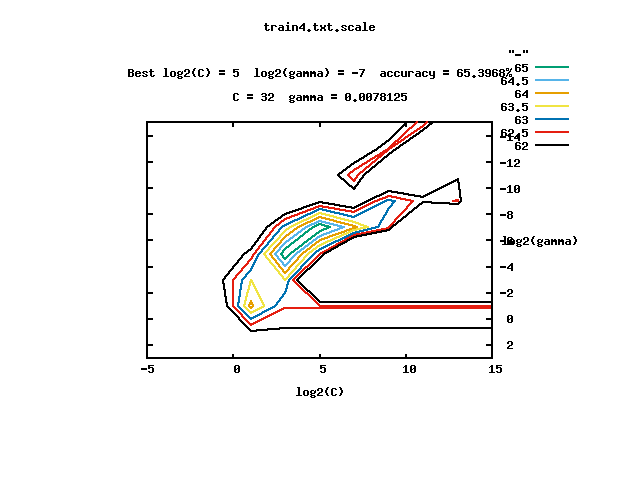 train4.txt.scale
"-"
Best log2(C) = 5  log2(gamma) = -7  accuracy = 65.3968%
65
64.5
C = 32  gamma = 0.0078125
64
63.5
63
62.5
62
-14
-12
-10
-8
-6
log2(gamma)
-4
-2
0
2
-5 0 5 10 15
log2(C)